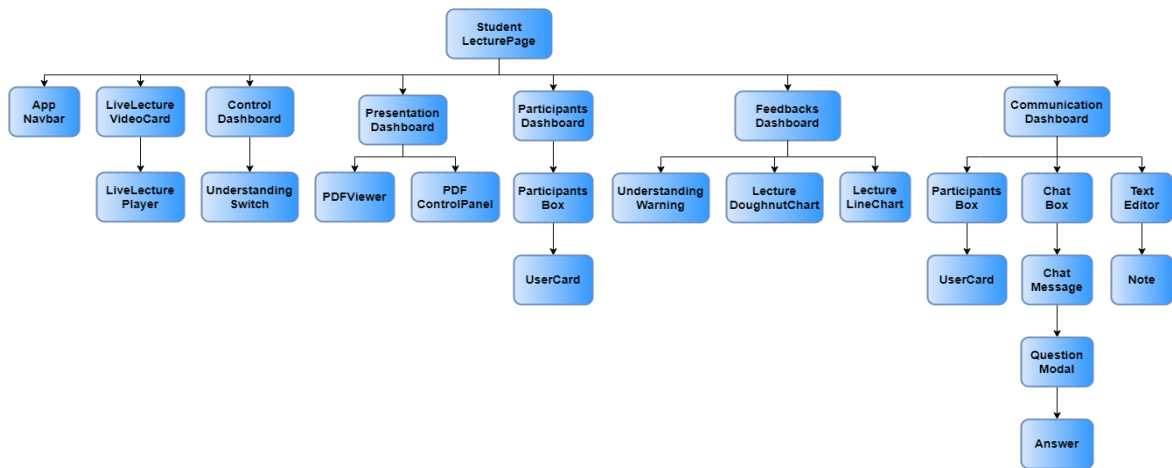 Student
LecturePage
App
Navbar
LiveLecture
VideoCard
Control
Dashboard
Presentation
Dashboard
Participants
Dashboard
Feedbacks
Dashboard
Communication
Dashboard
LiveLecture
Player
Understanding
Switch
PDFViewer
PDF
ControlPanel
Participants
Box
Understanding
Warning
Lecture
DoughnutChart
Lecture
LineChart
Participants
Box
Chat
Box
Text
Editor
UserCard
UserCard
Chat
Message
Note
Question
Modal
Answer